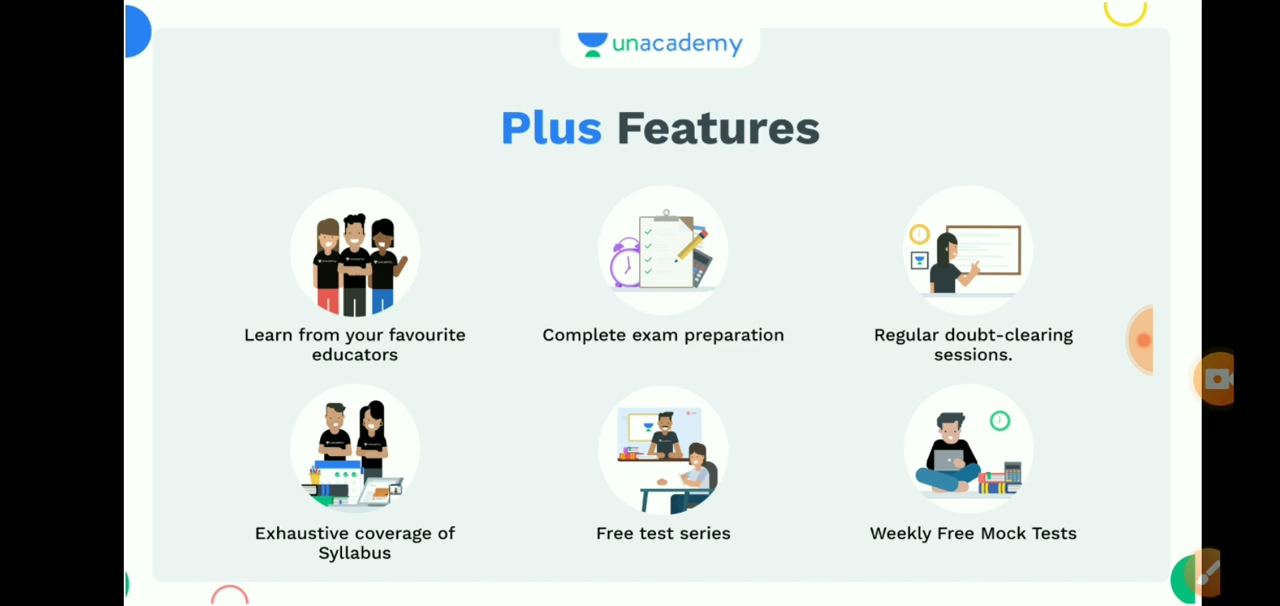 unacademy
Plus Features
Learn from your favourite
educators
Complete exam preparation
Regular doubt-clearing
sessions.
Exhaustive coverage of
Syllabus
Free test series
Weekly Free Mock Tests